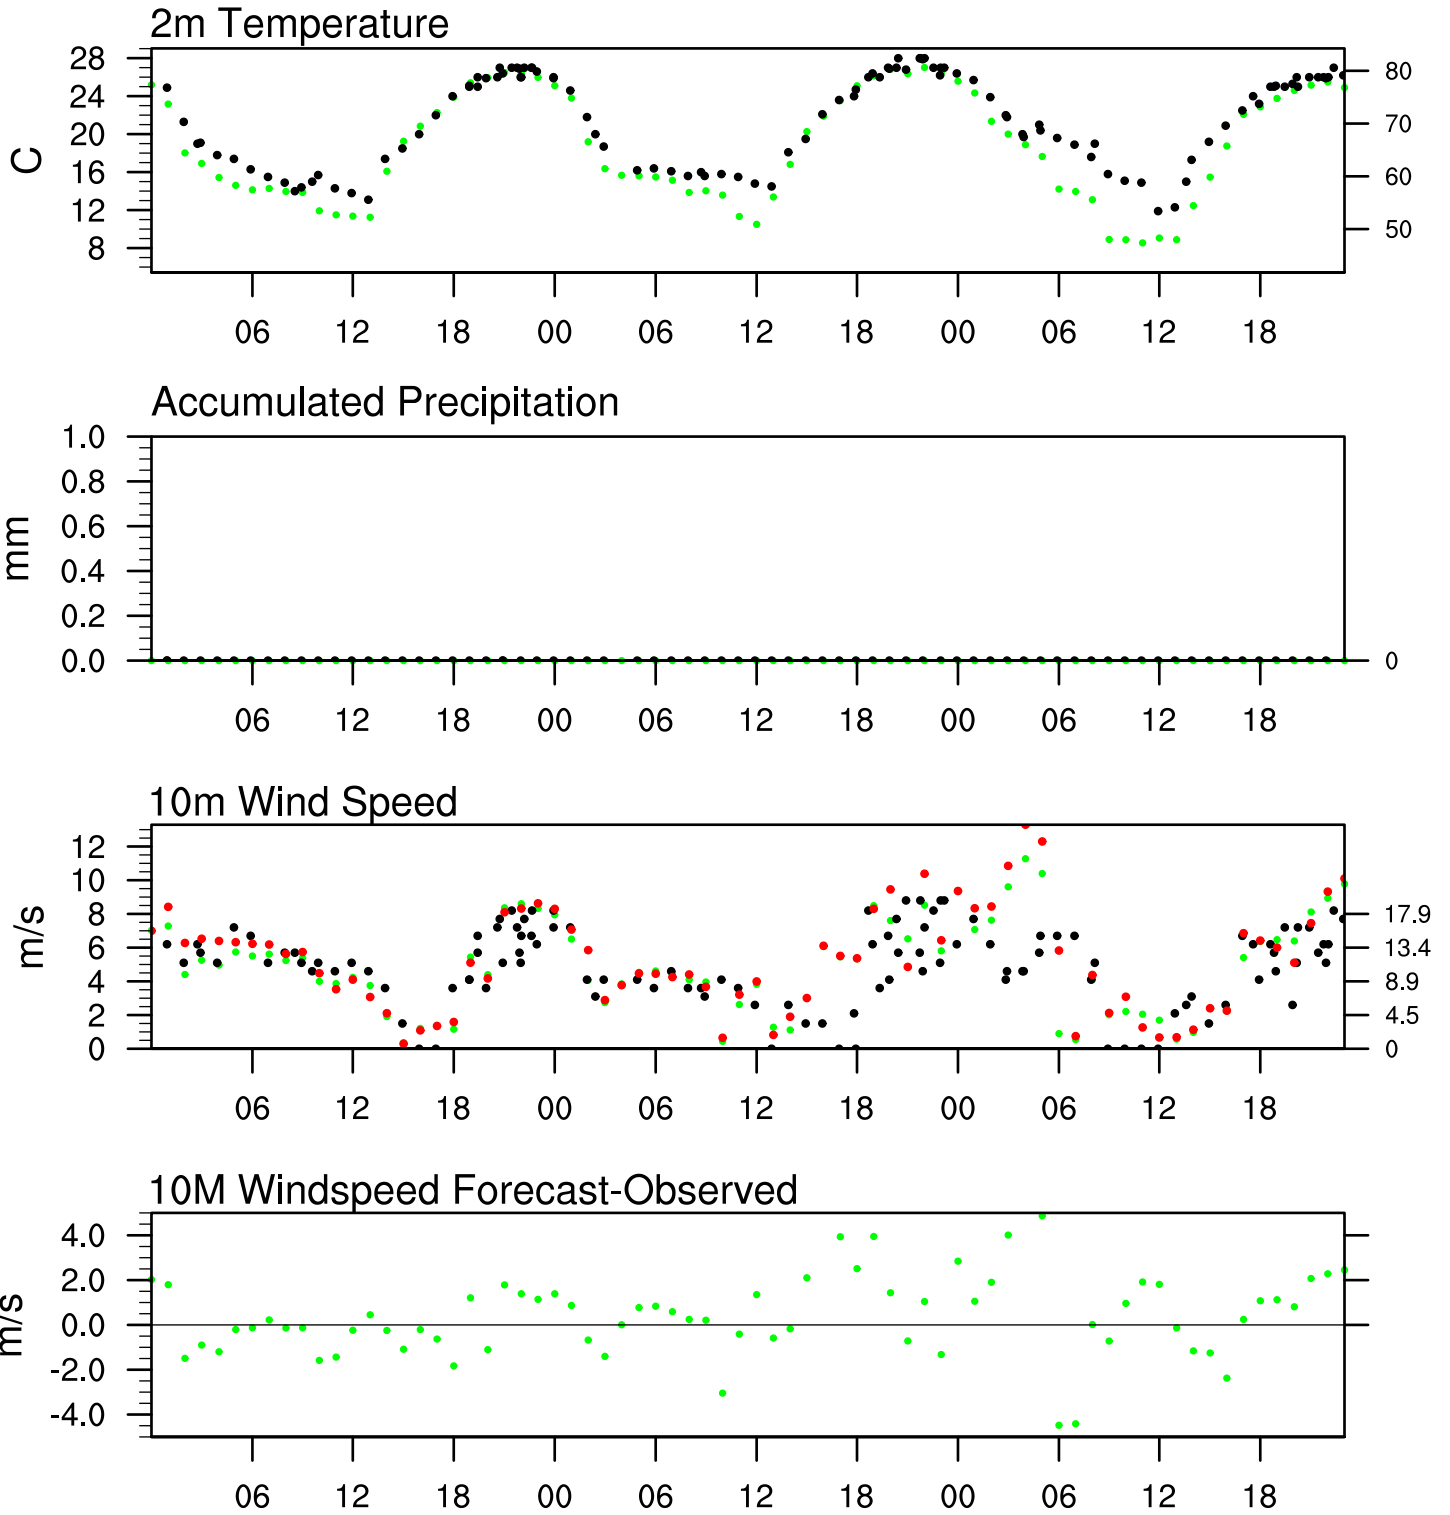 2m Temperature
28
24
20
16
12
8
C
80
70
60
50
06 12 18 00 06 12 18 00 06 12 18
Accumulated Precipitation
1.0
0.8
0.6
0.4
0.2
0.0
mm
0
06 12 18 00 06 12 18 00 06 12 18
10m Wind Speed
12
10
8
6
4
2
0
m/s
17.9
13.4
8.9
4.5
0
06 12 18 00 06 12 18 00 06 12 18
10M Windspeed Forecast-Observed
4.0
2.0
0.0
-2.0
-4.0
m/s
06 12 18 00 06 12 18 00 06 12 18